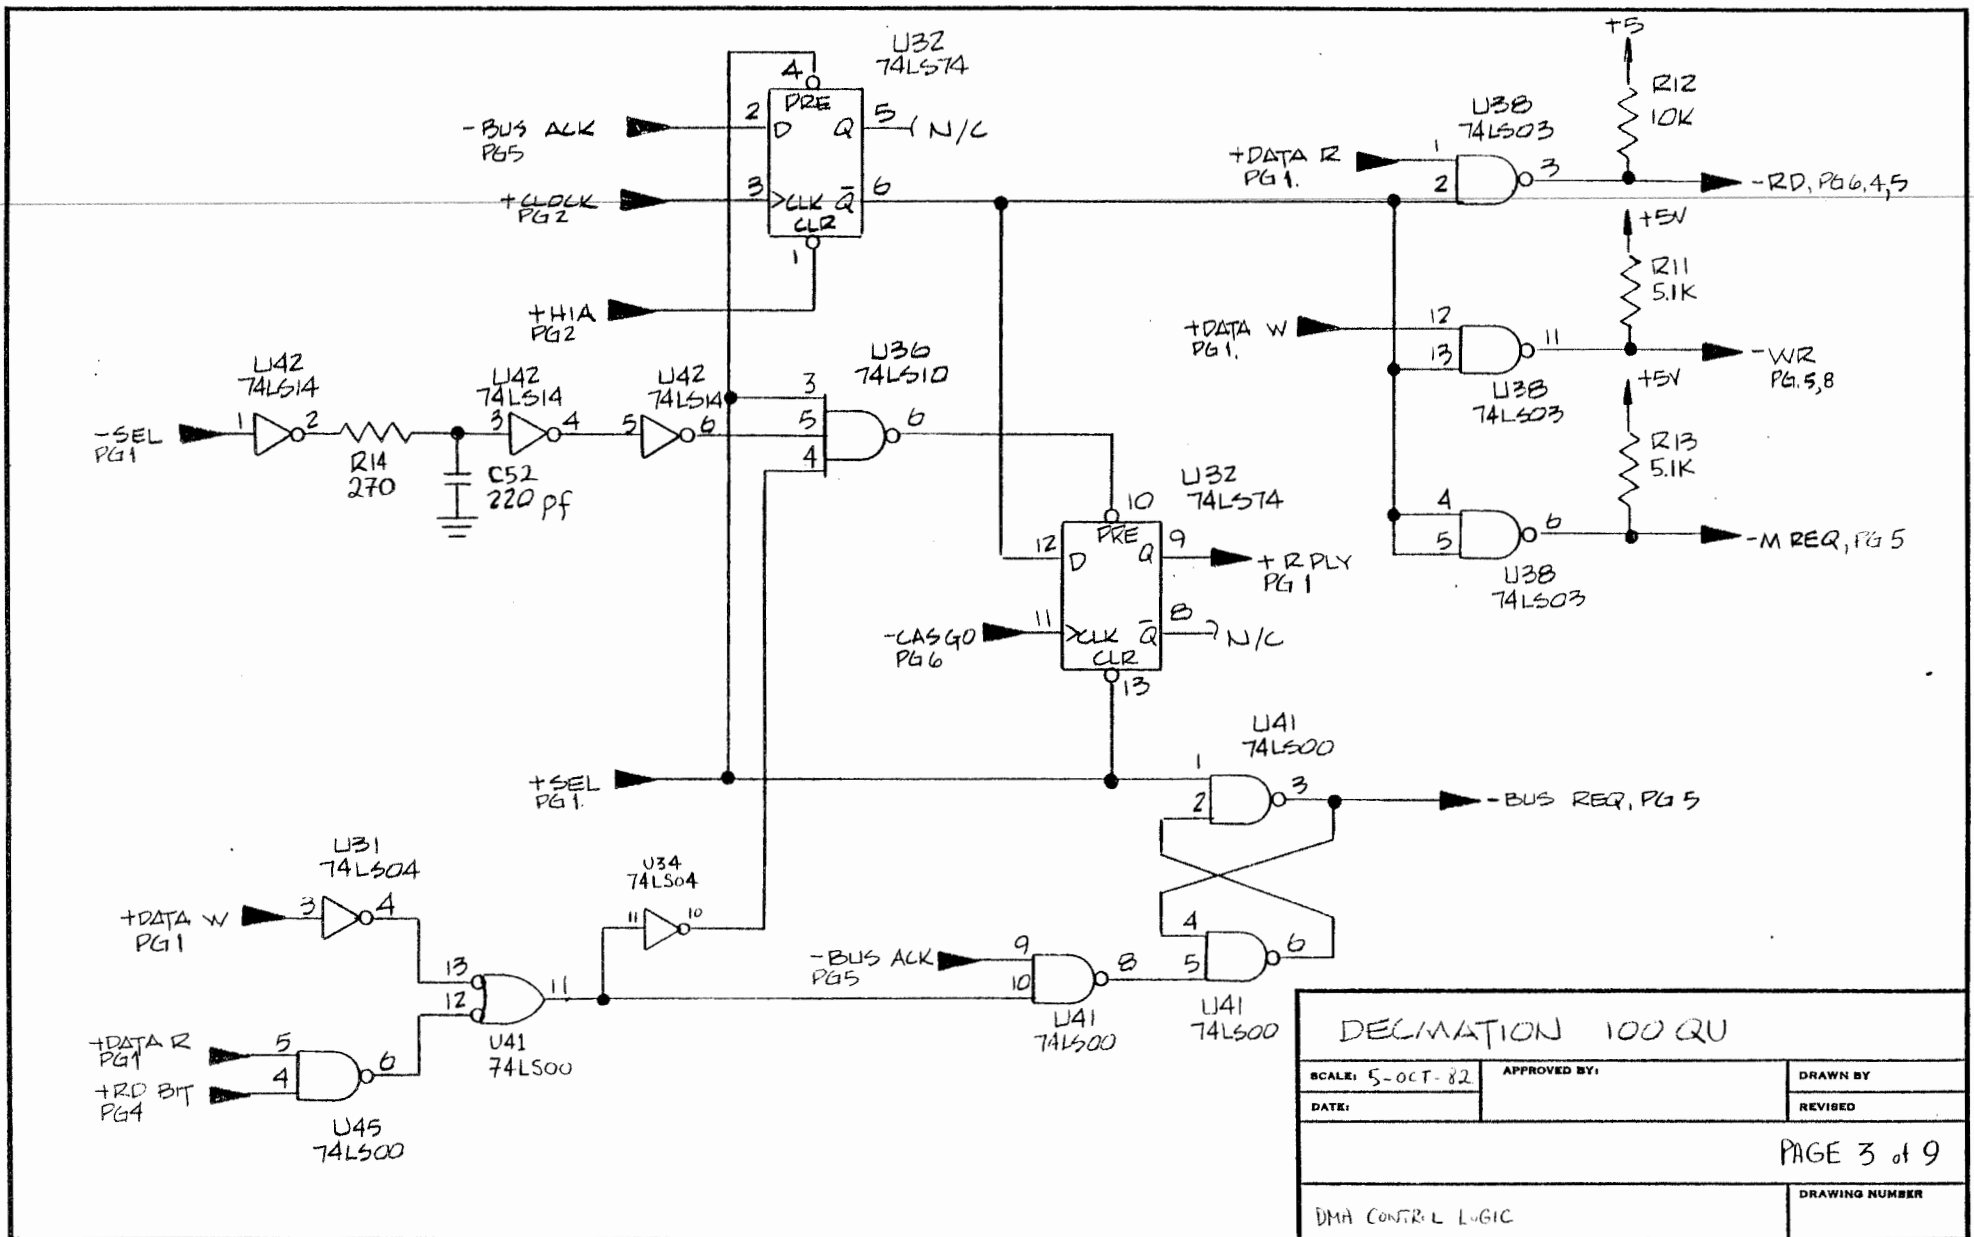 U32
74LS74
4
PRE
2
D
Q
5
N/C
-BUS ACK
PG5
3
>CLK
Q̅
6
+CLOCK
PG2
CLR
1
+HIA
PG2
+5
R12
10K
U38
74LS03
+DATA R
PG1.
1
2
3
-RD, PG6,4,5
+5V
R11
5.1K
+DATA W
PG1.
12
13
11
-WR
PG.5,8
U38
74LS03
+5V
R13
5.1K
4
5
6
-M REQ, PG 5
U38
74LS03
U42
74LS14
U42
74LS14
U42
74LS14
U36
74LS10
-SEL
PG1
1
2
R14
270
C52
220 pf
3
4
5
6
3
5
4
6
U32
74LS74
10
PRE
12
D
Q
9
+RPLY
PG 1
-CASGO
PG6
11
>CLK
Q̅
8
N/C
CLR
13
+SEL
PG1.
U41
74LS00
1
2
3
-BUS REQ, PG 5
U31
74LS04
+DATA W
PG1
3
4
U34
74LS04
11
10
13
12
11
U41
74LS00
+DATA R
PG1
+RD BIT
PG4
5
4
6
U45
74LS00
-BUS ACK
PG5
9
10
8
U41
74LS00
4
5
6
U41
74LS00
DECMATION 100 QU
SCALE: 5-OCT-82
APPROVED BY:
DRAWN BY
DATE:
REVISED
PAGE 3 of 9
DMA CONTROL LOGIC
DRAWING NUMBER